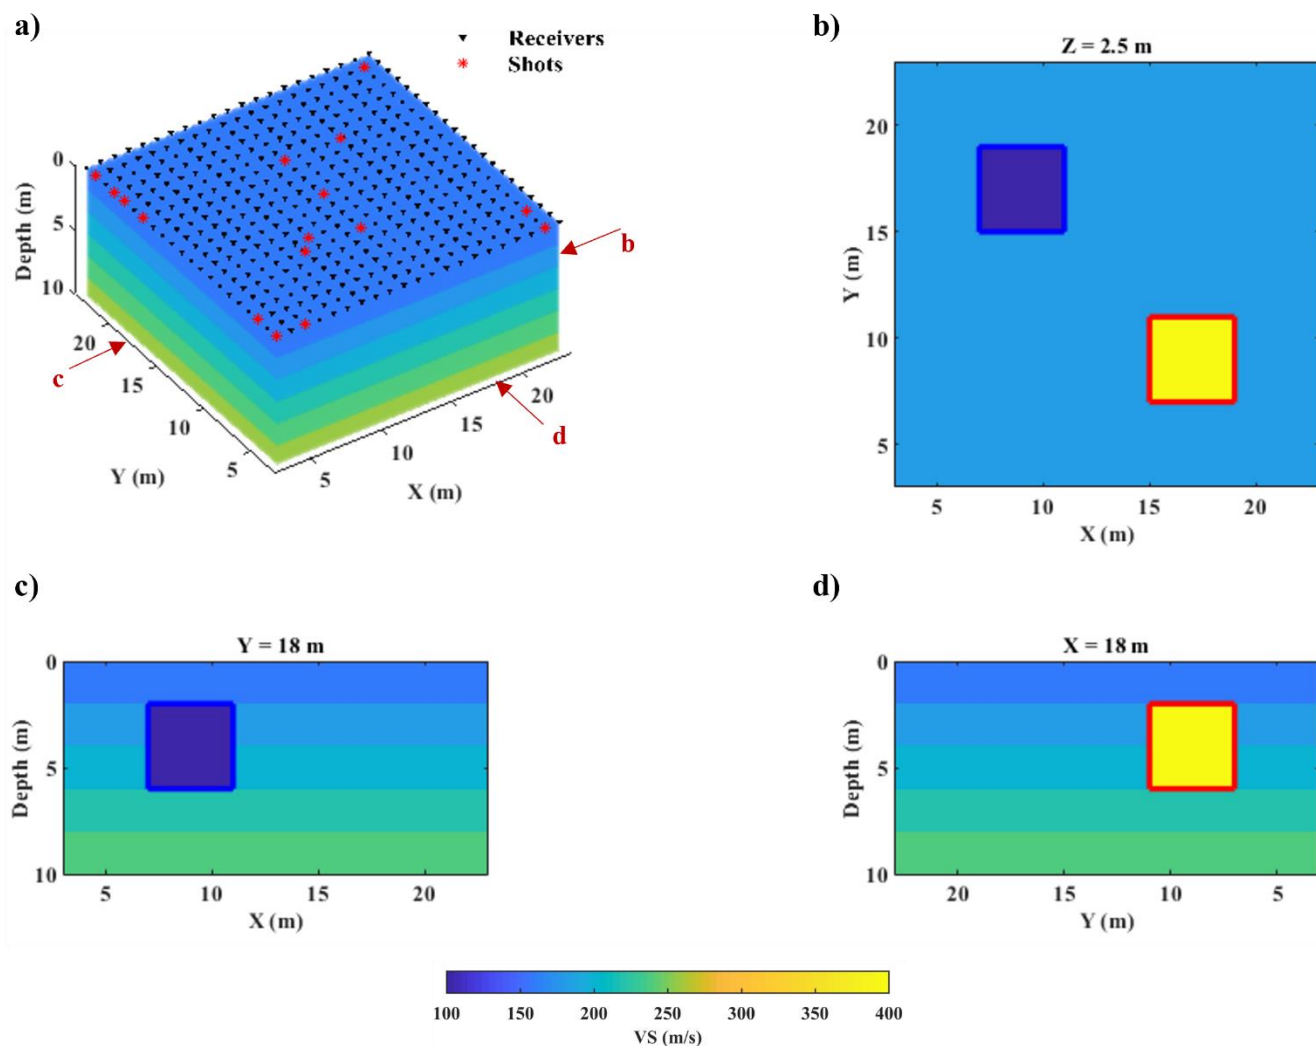 a)
Receivers
Shots
0
5
10
Depth (m)
20
15
10
5
Y (m)
5
10
15
20
X (m)
b
c
d
b)
Z = 2.5 m
20
15
10
5
Y (m)
5
10
15
20
X (m)
c)
Y = 18 m
0
5
10
Depth (m)
5
10
15
20
X (m)
d)
X = 18 m
0
5
10
Depth (m)
20
15
10
5
Y (m)
100
150
200
250
300
350
400
VS (m/s)